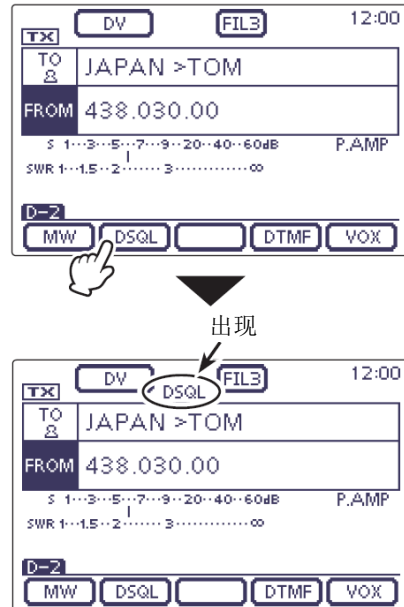 DV FIL3 12:00
TX
TO JAPAN >TOM
FROM 438.030.00
S 1···3···5···7···9··20··40··60dB P.AMP
SWR 1···1.5··2······· 3·············∞
D-2
MW DSQL DTMF VOX
出现
DV DSQL FIL3 12:00
TX
TO JAPAN >TOM
FROM 438.030.00
S 1···3···5···7···9··20··40··60dB P.AMP
SWR 1···1.5··2······· 3·············∞
D-2
MW DSQL DTMF VOX